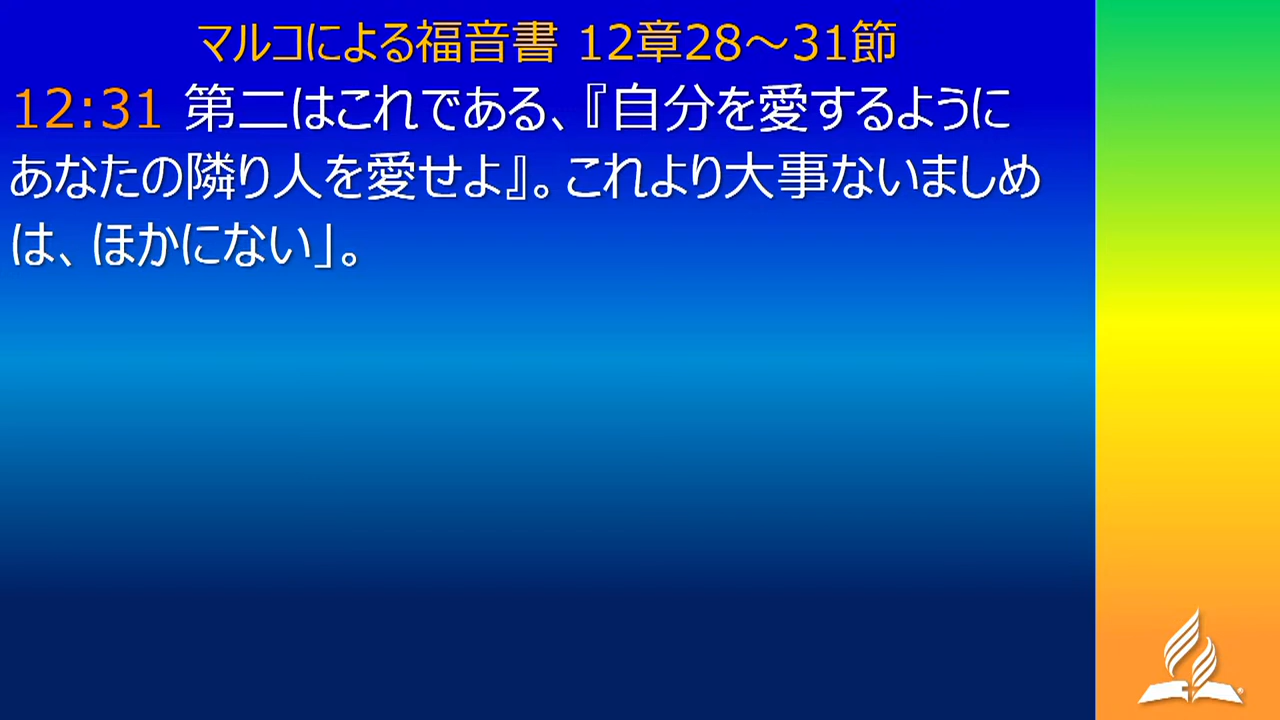 マルコによる福音書 12章28～31節
12:31 第二はこれである、『自分を愛するように
あなたの隣り人を愛せよ』。これより大事ないましめ
は、ほかにない」。